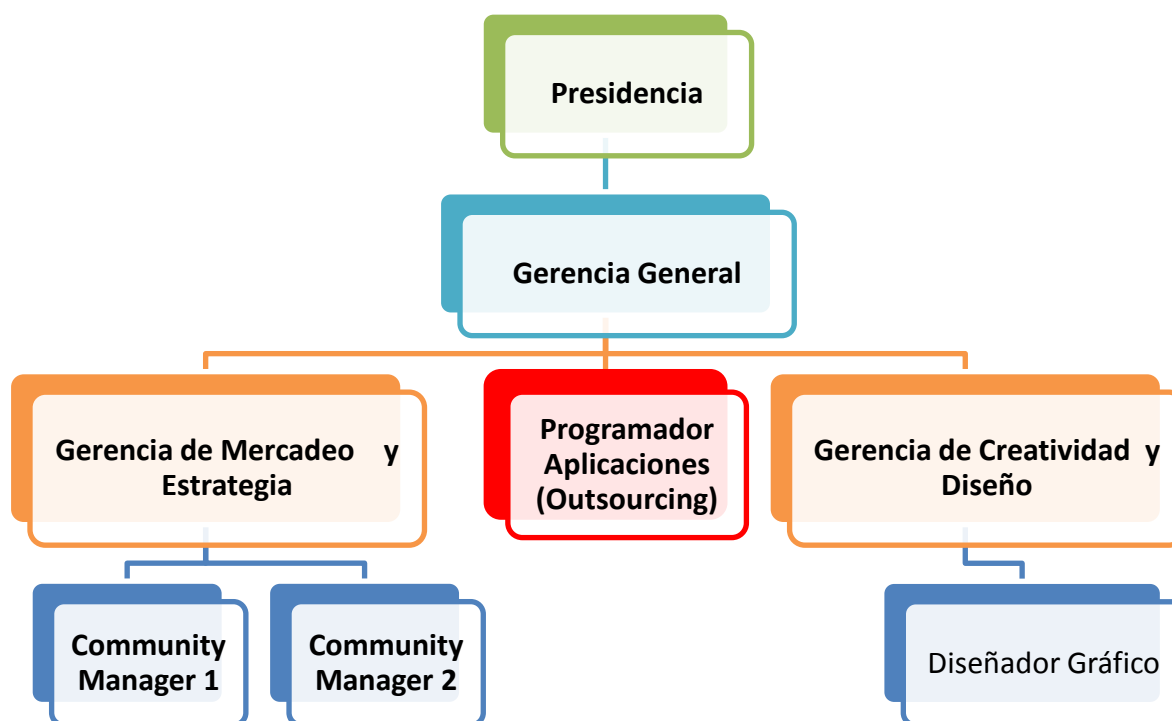 Presidencia
Gerencia General
Gerencia de Mercadeo y
Estrategia
Programador
Aplicaciones
(Outsourcing)
Gerencia de Creatividad y
Diseño
Community
Manager 1
Community
Manager 2
Diseñador Gráfico